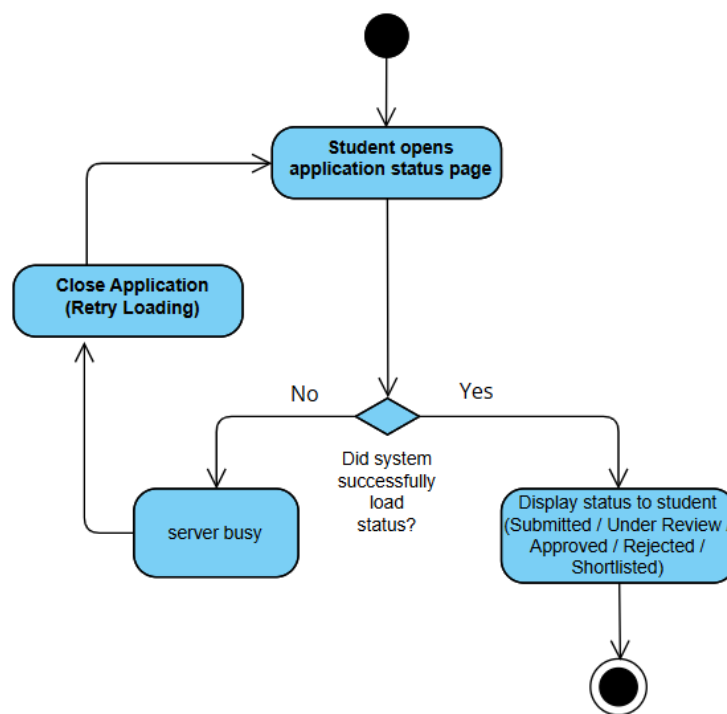 Student opens
application status page
Close Application
(Retry Loading)
No
Yes
Did system
successfully
load
status?
server busy
Display status to student
(Submitted / Under Review /
Approved / Rejected /
Shortlisted)